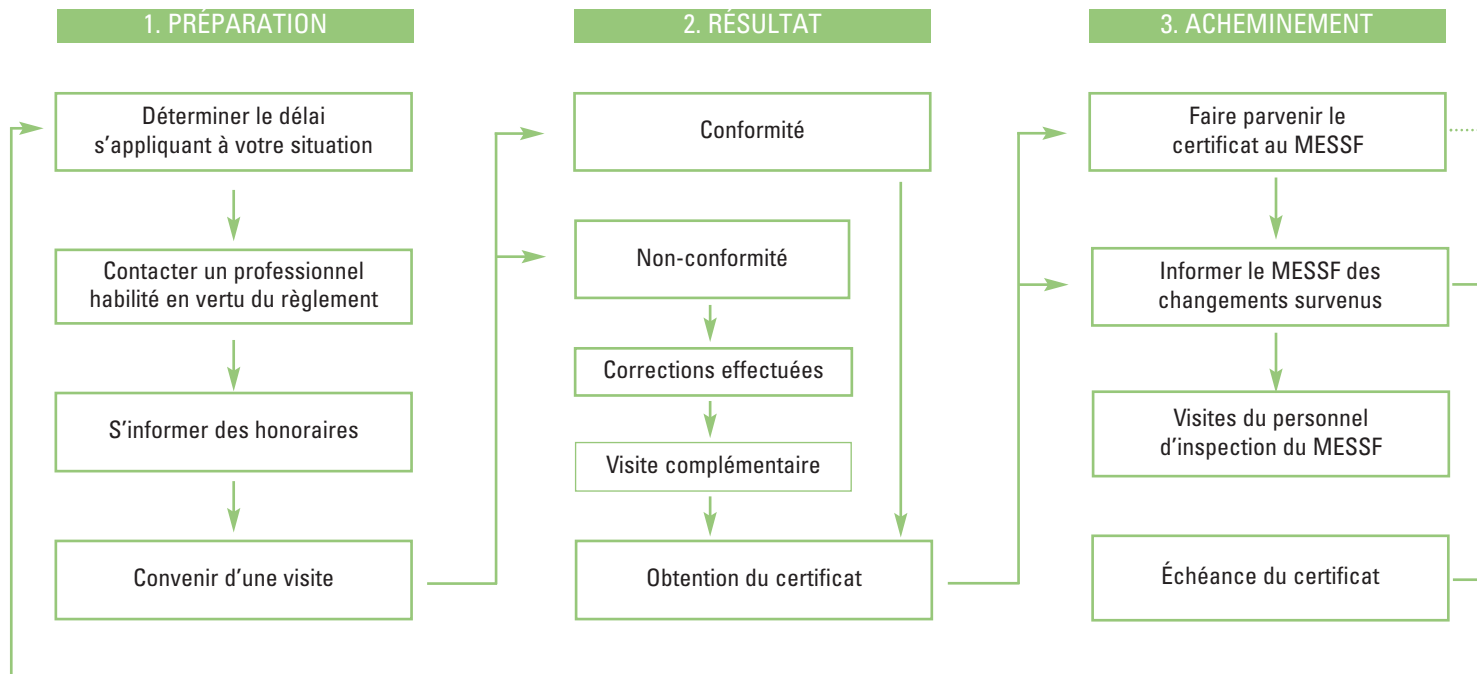 1. PRÉPARATION
Déterminer le délai
s’appliquant à votre situation
Contacter un professionnel
habilité en vertu du règlement
S’informer des honoraires
Convenir d’une visite
2. RÉSULTAT
Conformité
Non-conformité
Corrections effectuées
Visite complémentaire
Obtention du certificat
3. ACHEMINEMENT
Faire parvenir le
certificat au MESSF
Informer le MESSF des
changements survenus
Visites du personnel
d’inspection du MESSF
Échéance du certificat